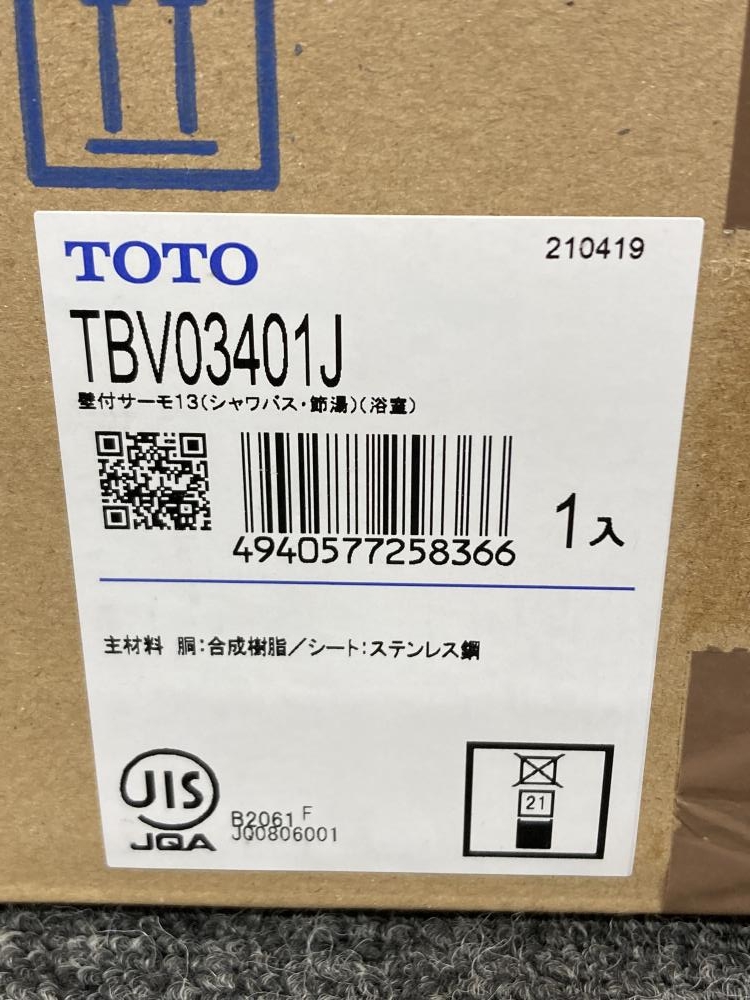 TOTO
210419
TBV03401J
壁付サーモ13(シャワバス・節湯)(浴室)
4940577258366
1入
主材料 胴:合成樹脂/シート:ステンレス鋼
JIS
JQA
B2061 F
JQ0806001
21